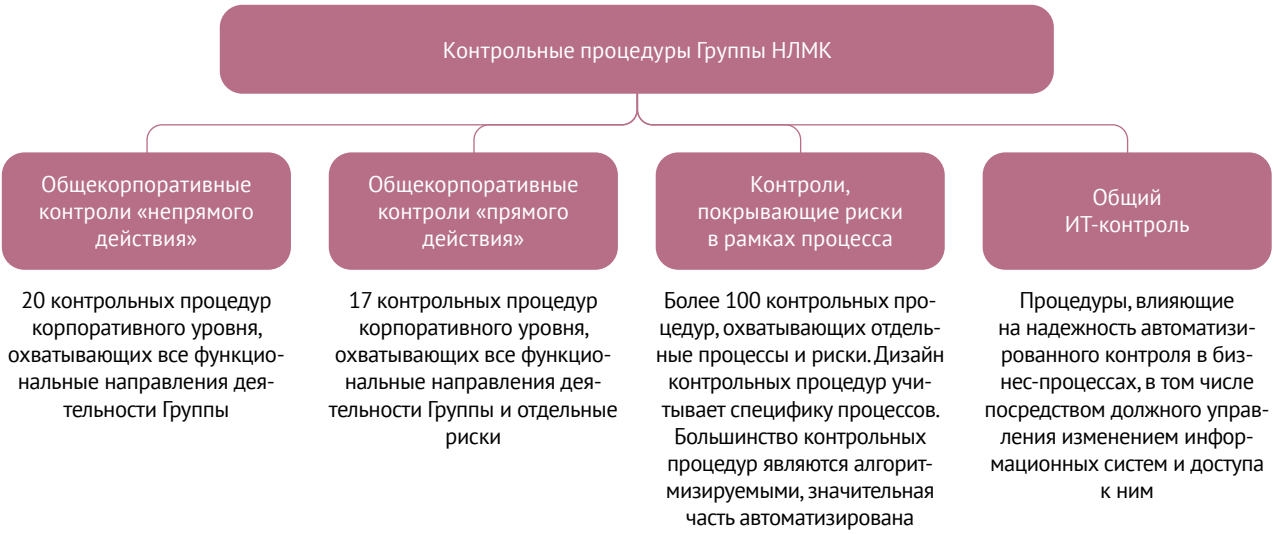 Контрольные процедуры Группы НЛМК
Общекорпоративные
контроли «непрямого
действия»
20 контрольных процедур
корпоративного уровня,
охватывающих все функцио-
нальные направления дея-
тельности Группы
Общекорпоративные
контроли «прямого
действия»
17 контрольных процедур
корпоративного уровня,
охватывающих все функцио-
нальные направления дея-
тельности Группы и отдельные
риски
Контроли,
покрывающие риски
в рамках процесса
Более 100 контрольных про-
цедур, охватывающих отдель-
ные процессы и риски. Дизайн
контрольных процедур учи-
тывает специфику процессов.
Большинство контрольных
процедур являются алгорит-
мизируемыми, значительная
часть автоматизирована
Общий
ИТ-контроль
Процедуры, влияющие
на надежность автоматизи-
рованного контроля в биз-
нес-процессах, в том числе
посредством должного управ-
ления изменением инфор-
мационных систем и доступа
к ним